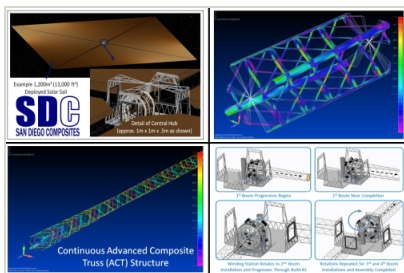 Example 1,200m² (13,000 ft²)
Deployed Solar Sail
SDC
SAN DIEGO COMPOSITES
Detail of Central Hub
(approx. 1m x 1m x .5m as shown)
Continuous Advanced Composite
Truss (ACT) Structure
1st Boom Progression Begins
1st Boom Near Completion
Winding Station Rotates to 2nd Boom
Installation and Progresses Through Build #2
Rotations Repeated for 3rd and 4th Boom
Installations and Assembly Completed